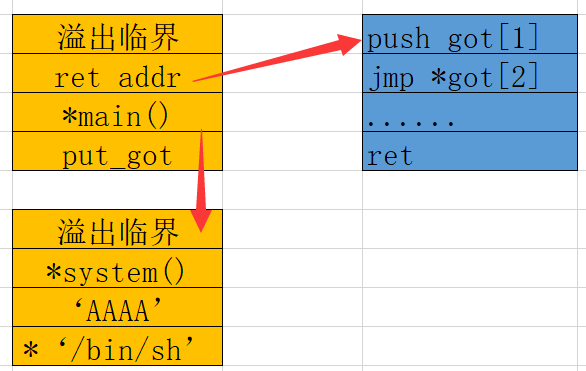 溢出临界
ret addr
*main()
put_got
push got[1]
jmp *got[2]
......
ret
溢出临界
*system()
‘AAAA’
*‘/bin/sh’